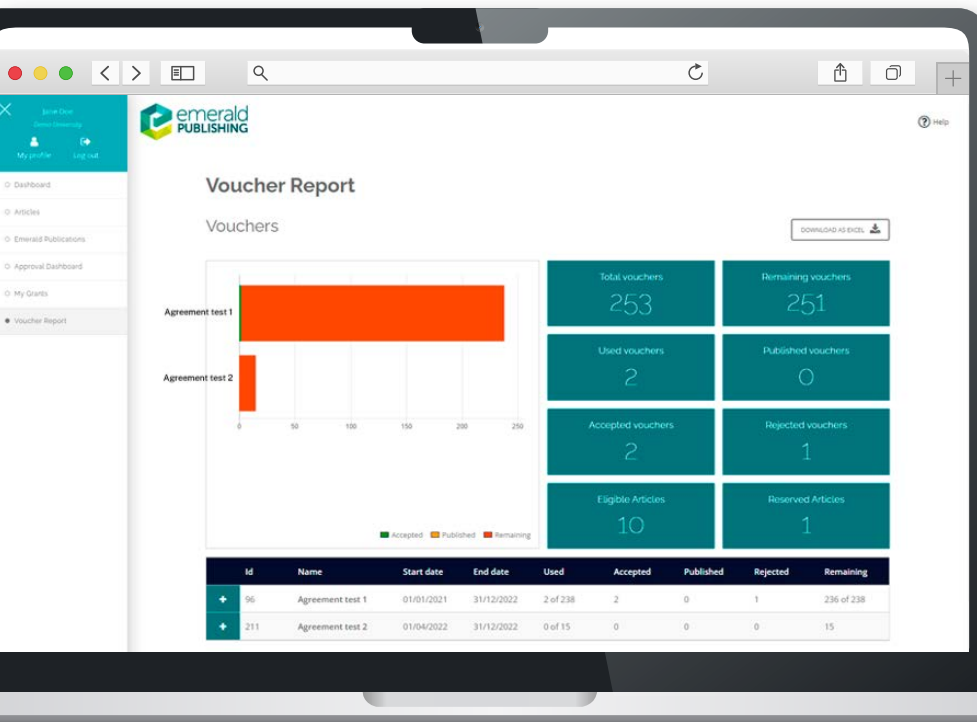 Jane Doe
Demo University
My profile Log out
Dashboard
Articles
Emerald Publications
Approval Dashboard
My Grants
Voucher Report
emerald
PUBLISHING
Help
Voucher Report
Vouchers
DOWNLOAD AS EXCEL
Agreement test 1
Agreement test 2
0 50 100 150 200 250
Accepted Published Remaining
Total vouchers
253
Remaining vouchers
251
Used vouchers
2
Published vouchers
0
Accepted vouchers
2
Rejected vouchers
1
Eligible Articles
10
Reserved Articles
1
Id Name Start date End date Used Accepted Published Rejected Remaining
96 Agreement test 1 01/01/2021 31/12/2022 2 of 238 2 0 1 236 of 238
211 Agreement test 2 01/04/2022 31/12/2022 0 of 15 0 0 0 15